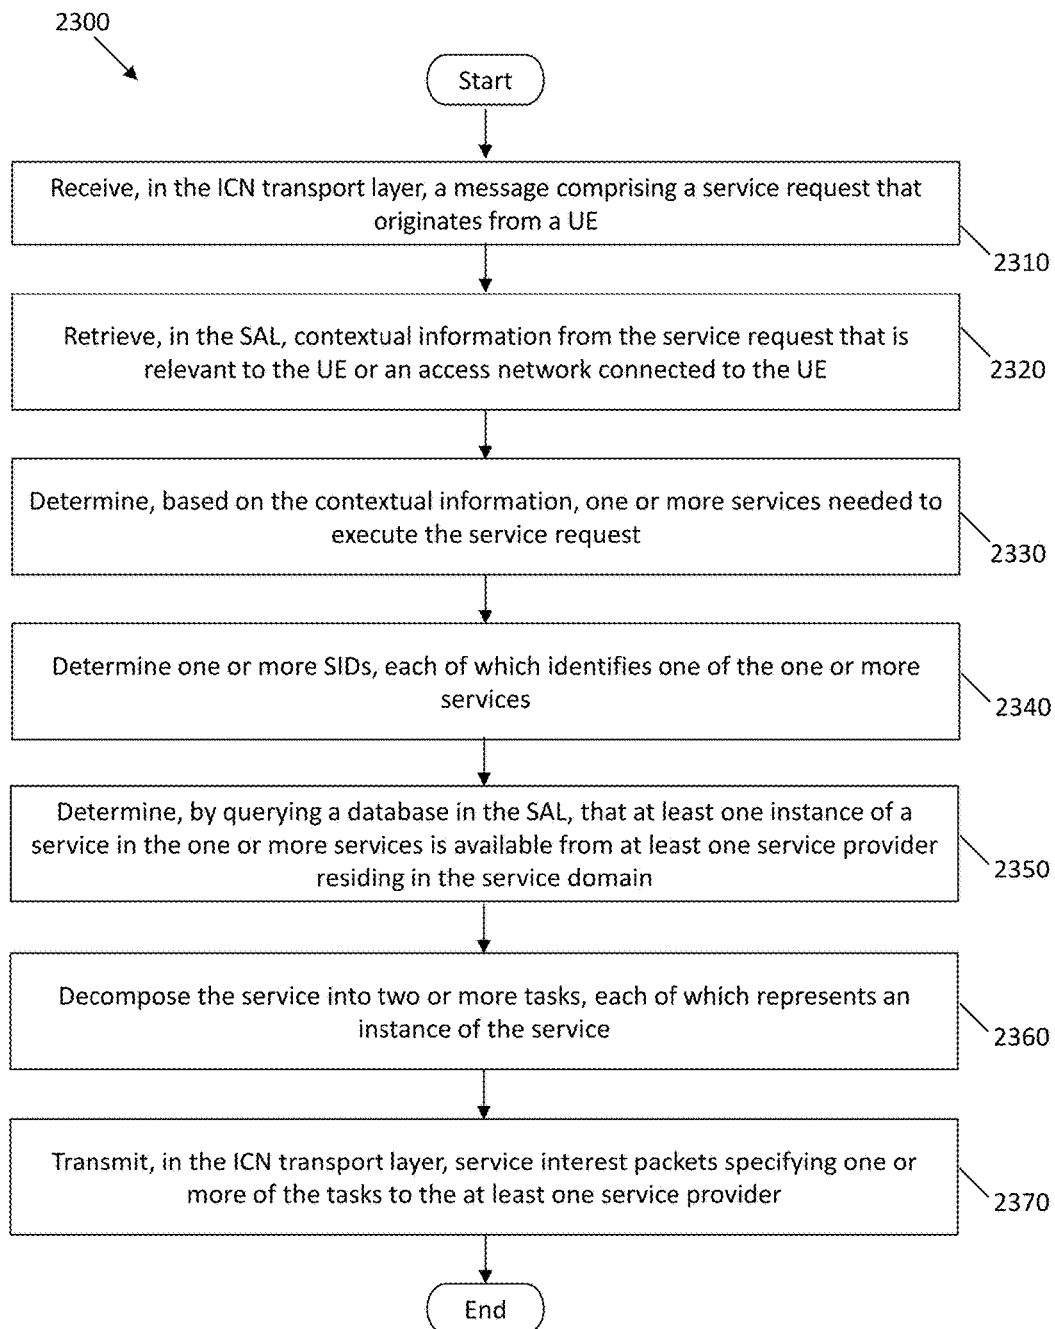 2300
Start
Receive, in the ICN transport layer, a message comprising a service request that
originates from a UE
2310
Retrieve, in the SAL, contextual information from the service request that is
relevant to the UE or an access network connected to the UE
2320
Determine, based on the contextual information, one or more services needed to
execute the service request
2330
Determine one or more SIDs, each of which identifies one of the one or more
services
2340
Determine, by querying a database in the SAL, that at least one instance of a
service in the one or more services is available from at least one service provider
residing in the service domain
2350
Decompose the service into two or more tasks, each of which represents an
instance of the service
2360
Transmit, in the ICN transport layer, service interest packets specifying one or
more of the tasks to the at least one service provider
2370
End